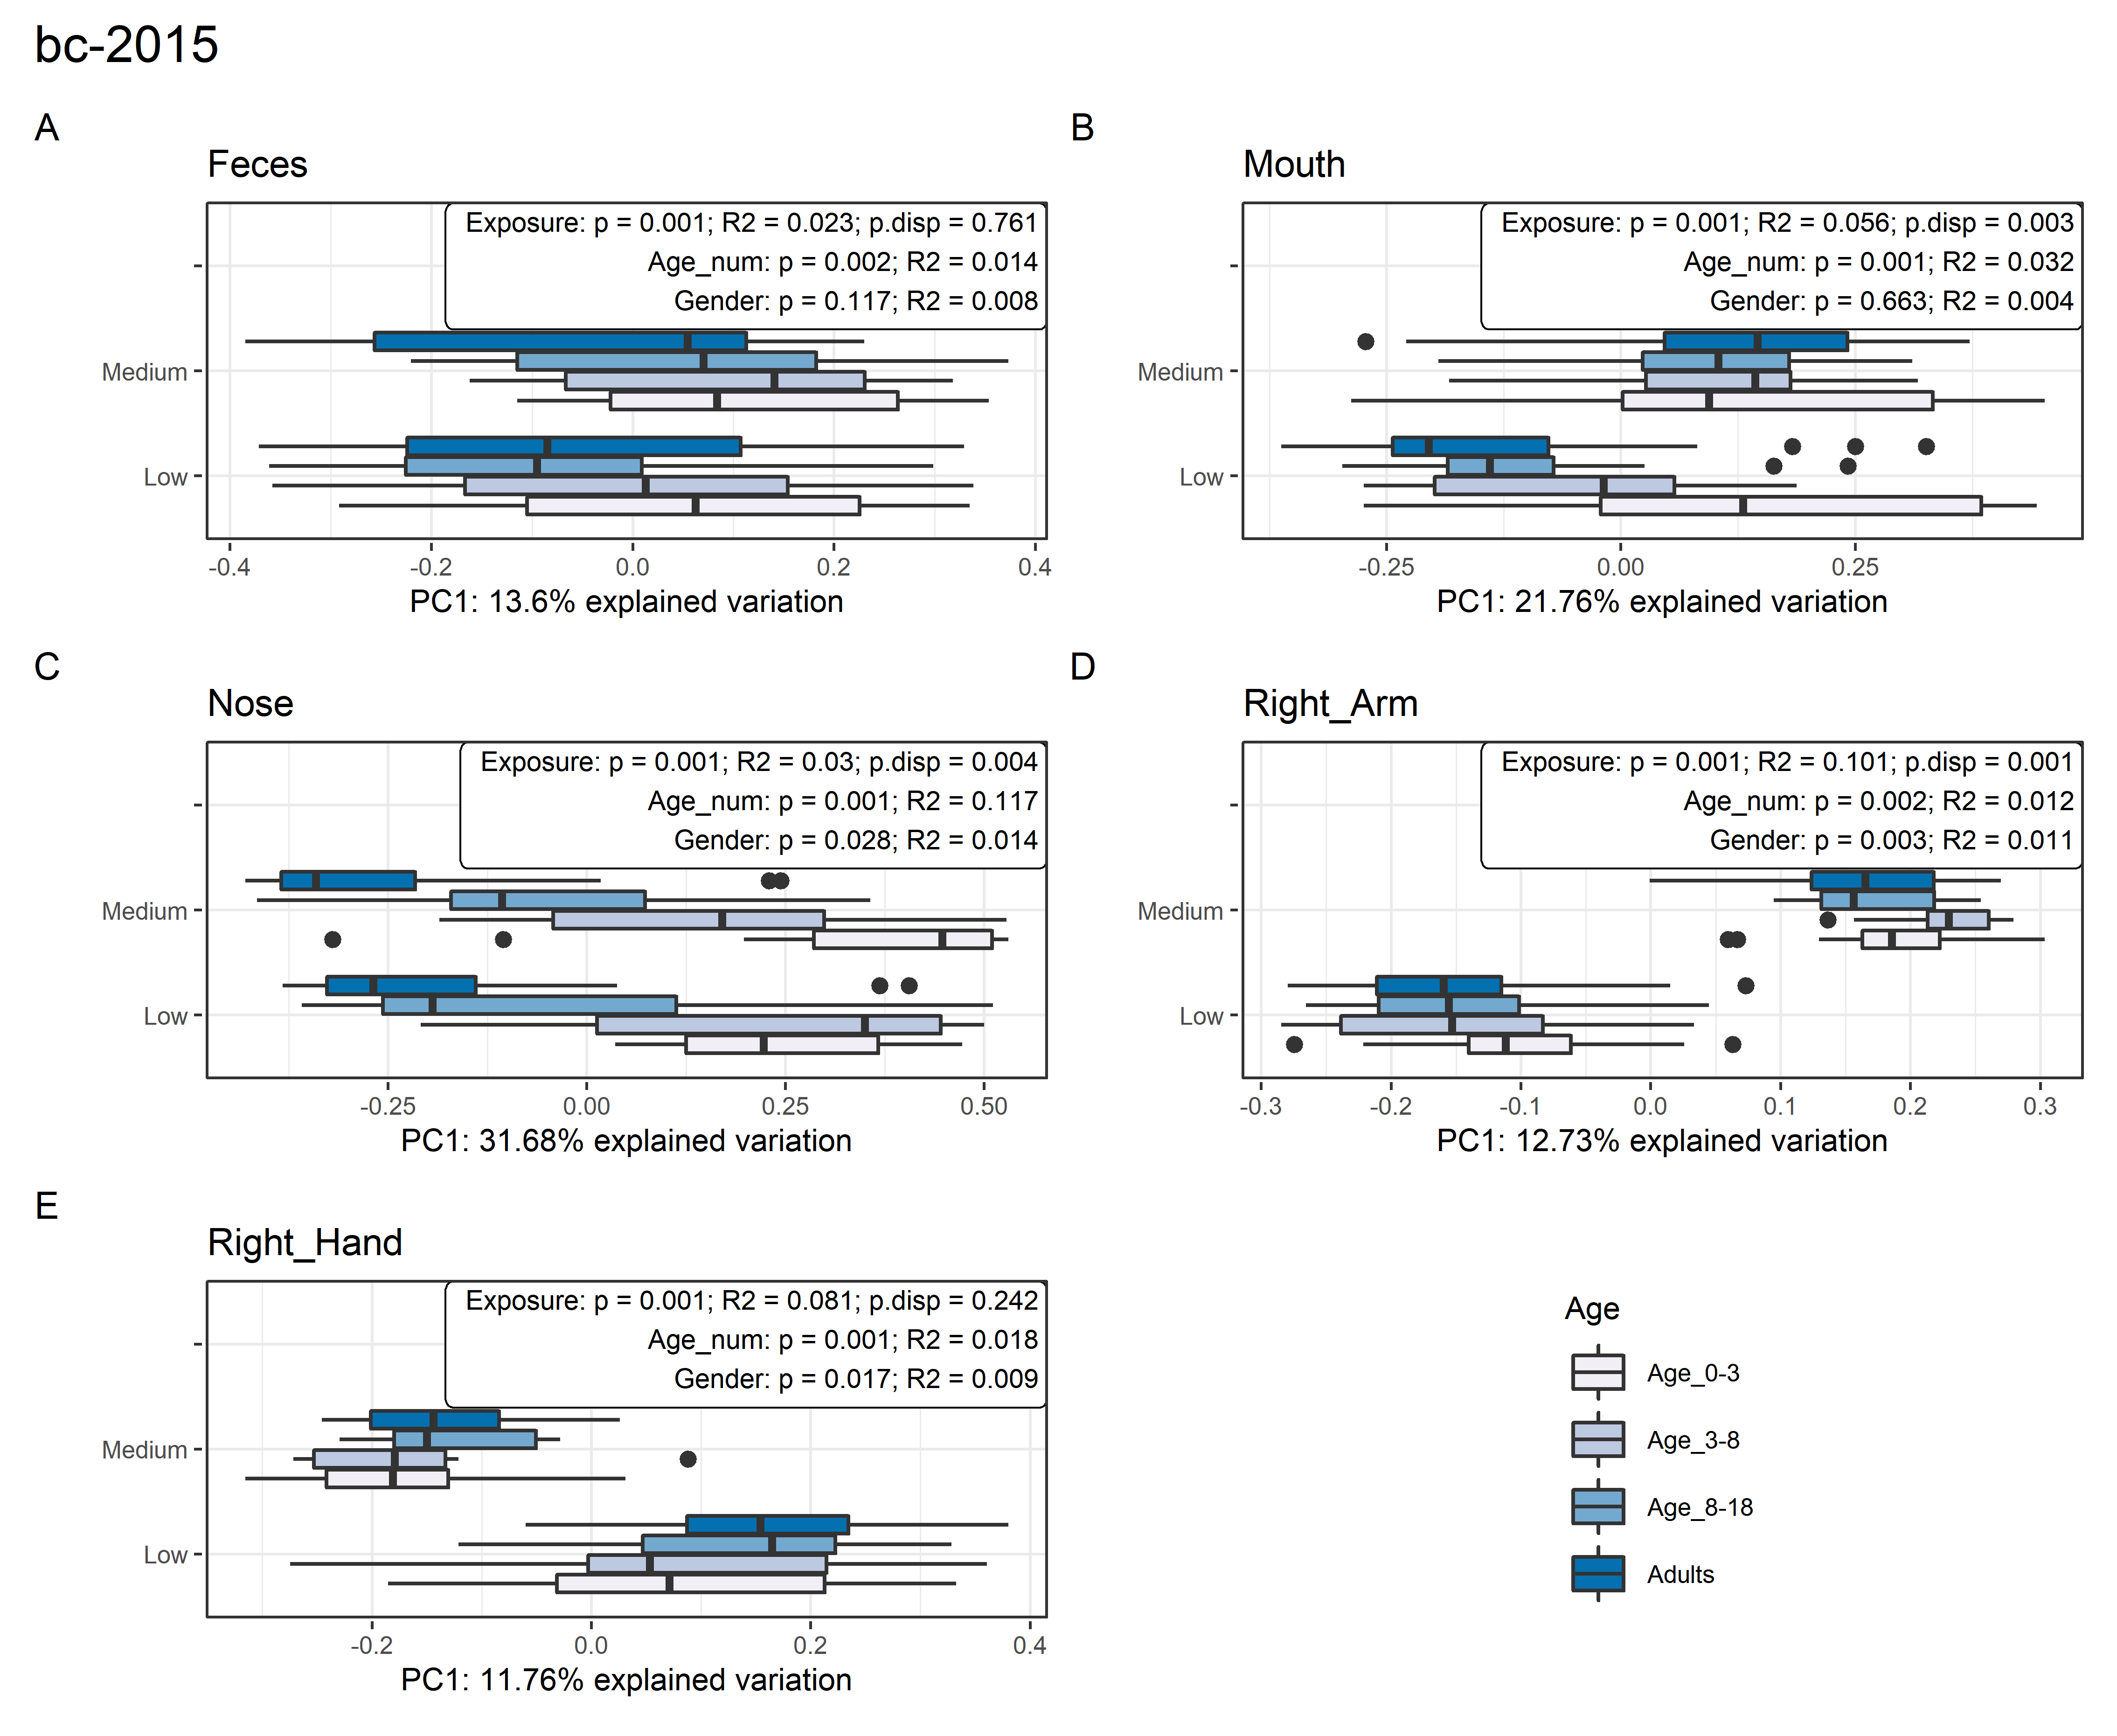 bc-2015
A
Feces
Exposure: p = 0.001; R2 = 0.023; p.disp = 0.761
Age_num: p = 0.002; R2 = 0.014
Gender: p = 0.117; R2 = 0.008
Medium
Low
-0.4 -0.2 0.0 0.2 0.4
PC1: 13.6% explained variation
B
Mouth
Exposure: p = 0.001; R2 = 0.056; p.disp = 0.003
Age_num: p = 0.001; R2 = 0.032
Gender: p = 0.663; R2 = 0.004
Medium
Low
-0.25 0.00 0.25
PC1: 21.76% explained variation
C
Nose
Exposure: p = 0.001; R2 = 0.03; p.disp = 0.004
Age_num: p = 0.001; R2 = 0.117
Gender: p = 0.028; R2 = 0.014
Medium
Low
-0.25 0.00 0.25 0.50
PC1: 31.68% explained variation
D
Right_Arm
Exposure: p = 0.001; R2 = 0.101; p.disp = 0.001
Age_num: p = 0.002; R2 = 0.012
Gender: p = 0.003; R2 = 0.011
Medium
Low
-0.3 -0.2 -0.1 0.0 0.1 0.2 0.3
PC1: 12.73% explained variation
E
Right_Hand
Exposure: p = 0.001; R2 = 0.081; p.disp = 0.242
Age_num: p = 0.001; R2 = 0.018
Gender: p = 0.017; R2 = 0.009
Medium
Low
-0.2 0.0 0.2 0.4
PC1: 11.76% explained variation
Age
Age_0-3
Age_3-8
Age_8-18
Adults